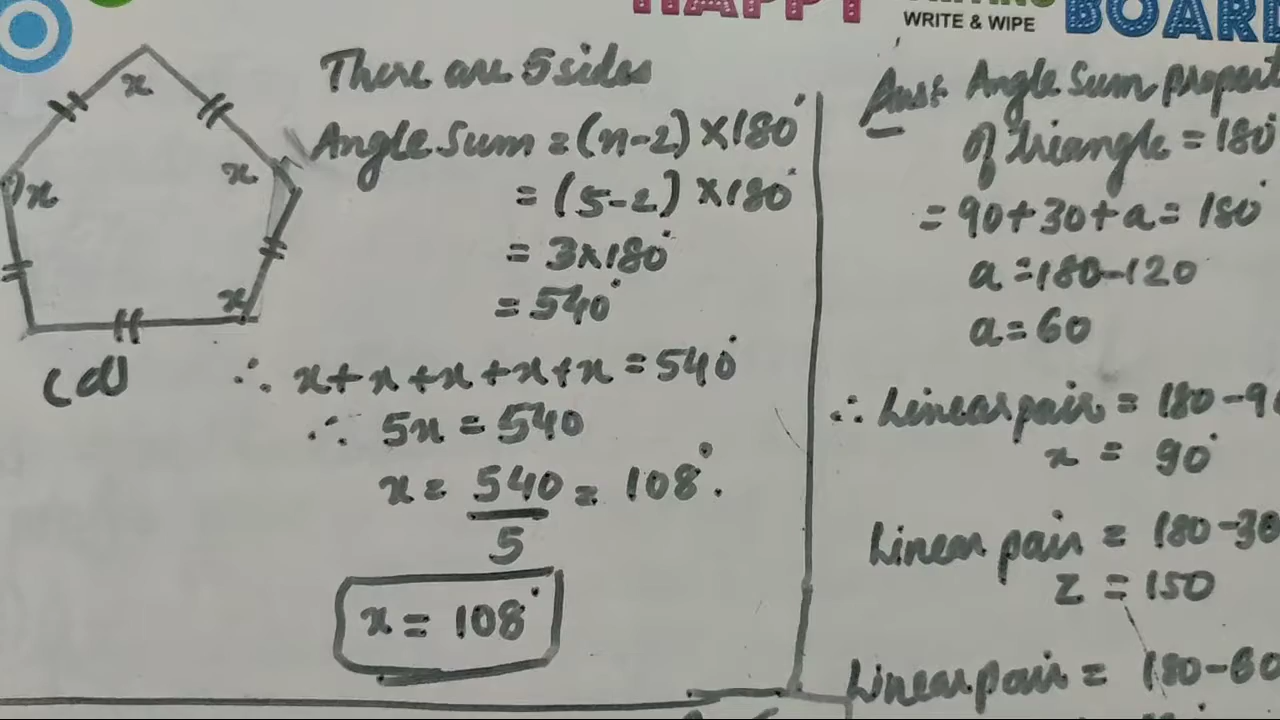 HAPPY
WRITE & WIPE
BOARD
x
x
x
x
(d)
There are 5 sides
Angle Sum = (n-2) × 180°
= (5-2) × 180°
= 3×180°
= 540°
∴ x+x+x+x+x = 540°
∴ 5x = 540
x = 540/5 = 108°.
x = 108°
Ans: Angle Sum propert
of triangle = 180°
= 90+30+a = 180°
a = 180-120
a = 60
∴ Linear pair = 180-90
x = 90°
Linear pair = 180-30
z = 150
Linear pair = 180-60